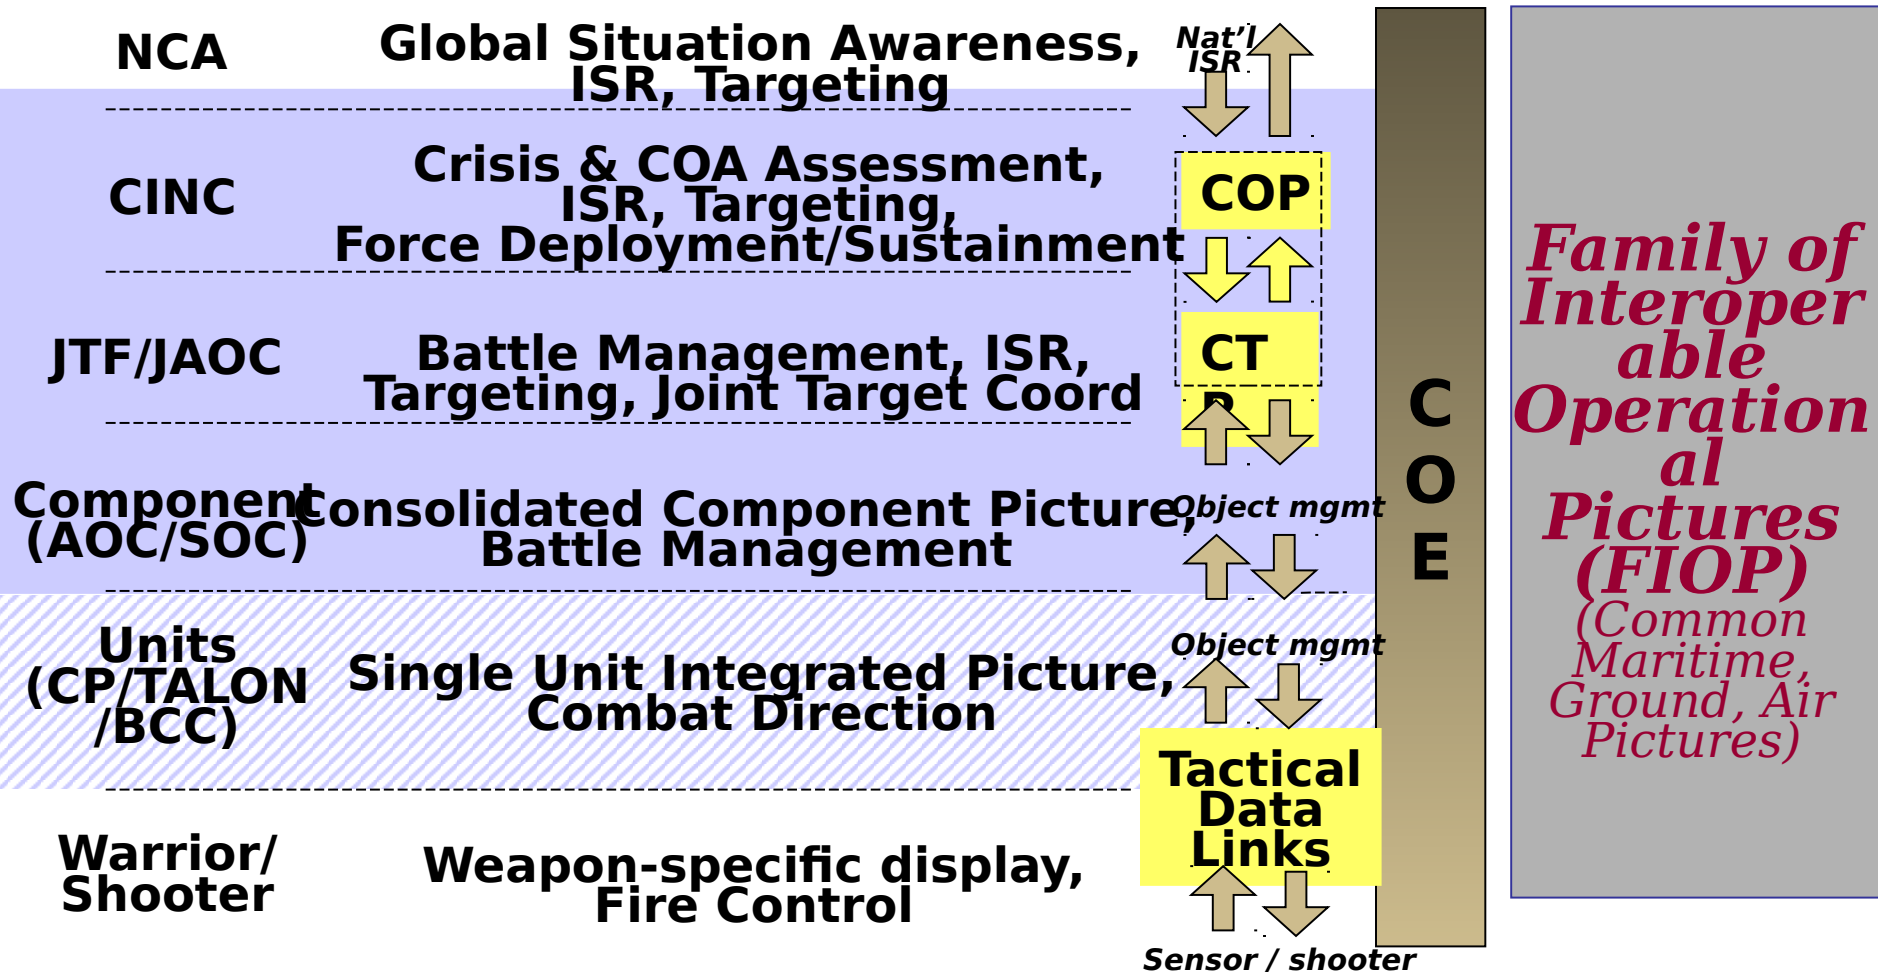 NCA
Global Situation Awareness,
ISR, Targeting
Nat’l
ISR
CINC
Crisis & COA Assessment,
ISR, Targeting,
Force Deployment/Sustainment
COP
JTF/JAOC
Battle Management, ISR,
Targeting, Joint Target Coord
CT
P
Component
(AOC/SOC)
Consolidated Component Picture,
Battle Management
Object mgmt
Units
(CP/TALON
/BCC)
Single Unit Integrated Picture,
Combat Direction
Object mgmt
Tactical
Data
Links
Warrior/
Shooter
Weapon-specific display,
Fire Control
Sensor / shooter
C
O
E
Family of
Interoper
able
Operation
al
Pictures
(FIOP)
(Common
Maritime,
Ground, Air
Pictures)